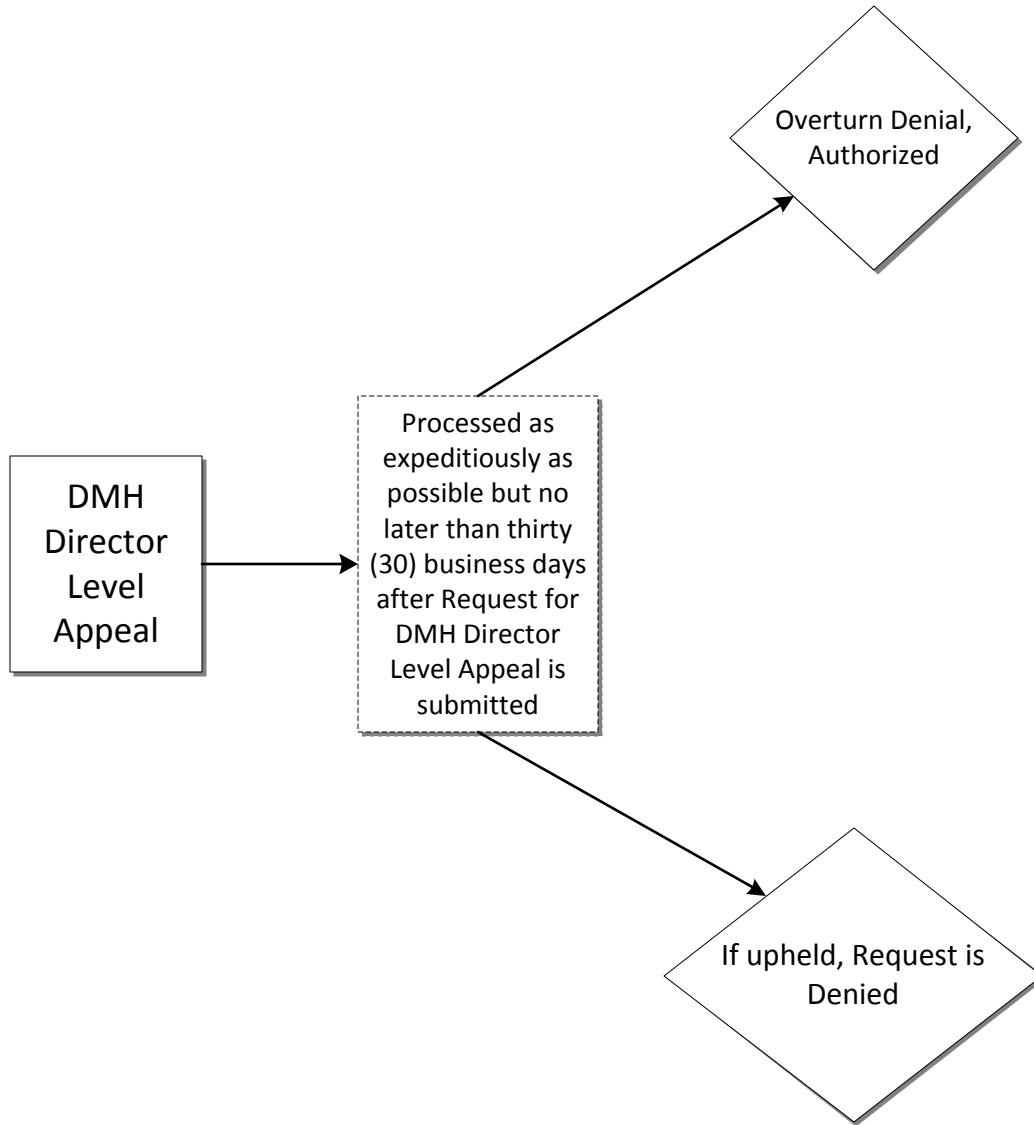 DMH
Director
Level
Appeal
Processed as
expeditiously as
possible but no
later than thirty
(30) business days
after Request for
DMH Director
Level Appeal is
submitted
Overturn Denial,
Authorized
If upheld, Request is
Denied